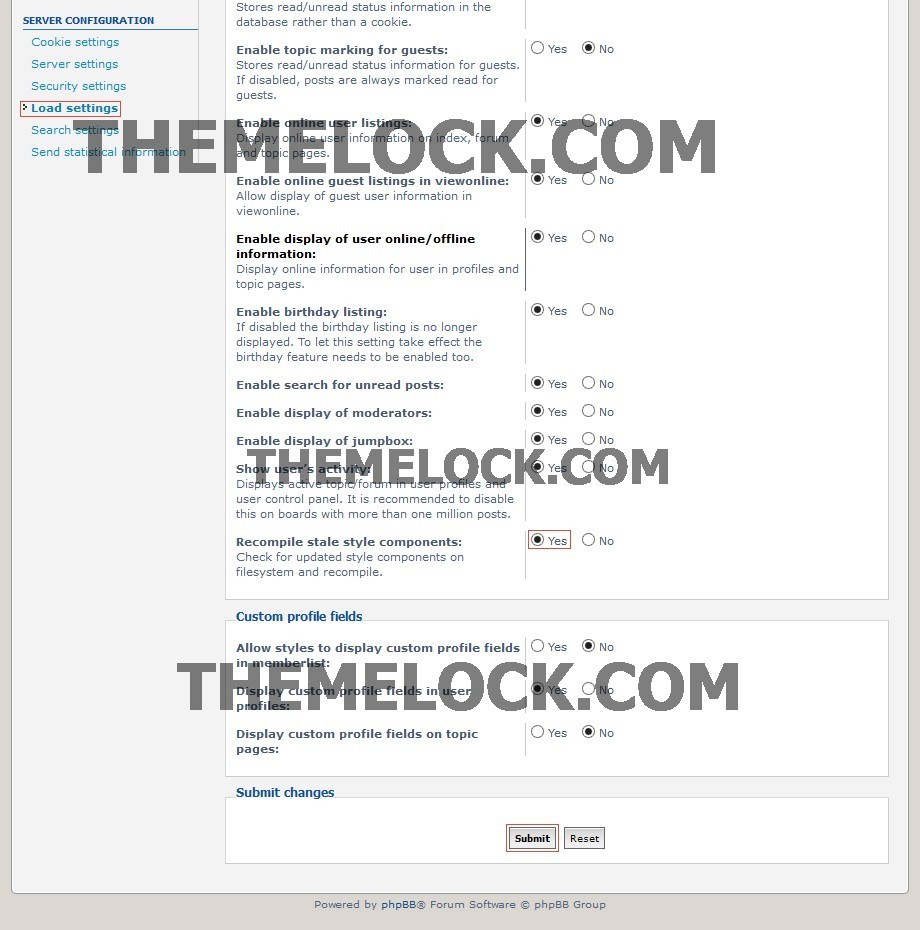 Stores read/unread status information in the
database rather than a cookie.
SERVER CONFIGURATION
Cookie settings
Server settings
Security settings
Load settings
Search settings
Send statistical information
Enable topic marking for guests:
Yes No
Stores read/unread status information for guests.
If disabled, posts are always marked read for
guests.
Enable online user listings:
Yes No
Display online user information on index, forum
and topic pages.
THEMELOCK.COM
Enable online guest listings in viewonline:
Yes No
Allow display of guest user information in
viewonline.
Enable display of user online/offline
information:
Yes No
Display online information for user in profiles and
topic pages.
Enable birthday listing:
Yes No
If disabled the birthday listing is no longer
displayed. To let this setting take effect the
birthday feature needs to be enabled too.
Enable search for unread posts:
Yes No
Enable display of moderators:
Yes No
Enable display of jumpbox:
Yes No
THEMELOCK.COM
Show user's activity:
Yes No
Displays active topic/forum in user profiles and
user control panel. It is recommended to disable
this on boards with more than one million posts.
Recompile stale style components:
Yes No
Check for updated style components on
filesystem and recompile.
Custom profile fields
Allow styles to display custom profile fields
in memberlist:
Yes No
THEMELOCK.COM
Display custom profile fields in user
profiles:
Yes No
Display custom profile fields on topic
pages:
Yes No
Submit changes
Submit Reset
Powered by phpBB® Forum Software © phpBB Group